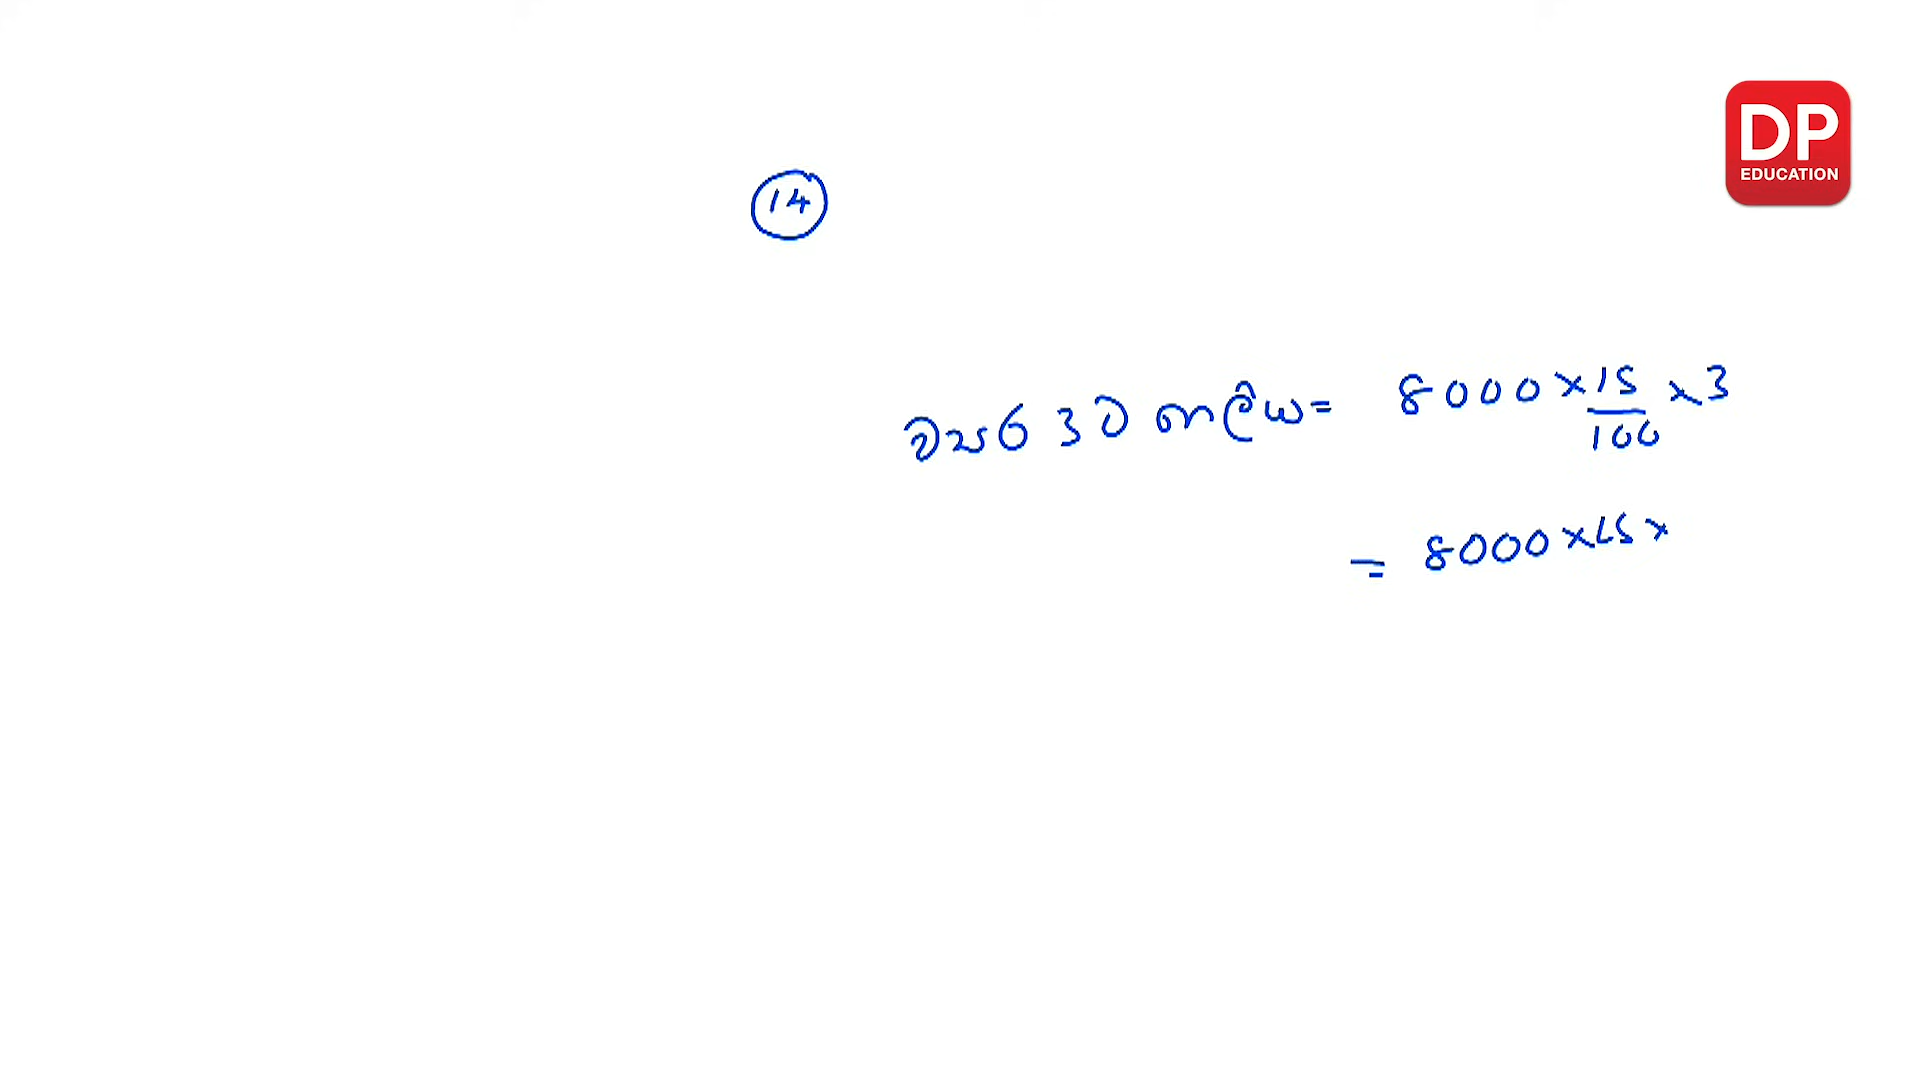 DP
EDUCATION
14
වසර 3 ට පොලිය = 8000 × 15/100 × 3
= 8000 × 15 ×